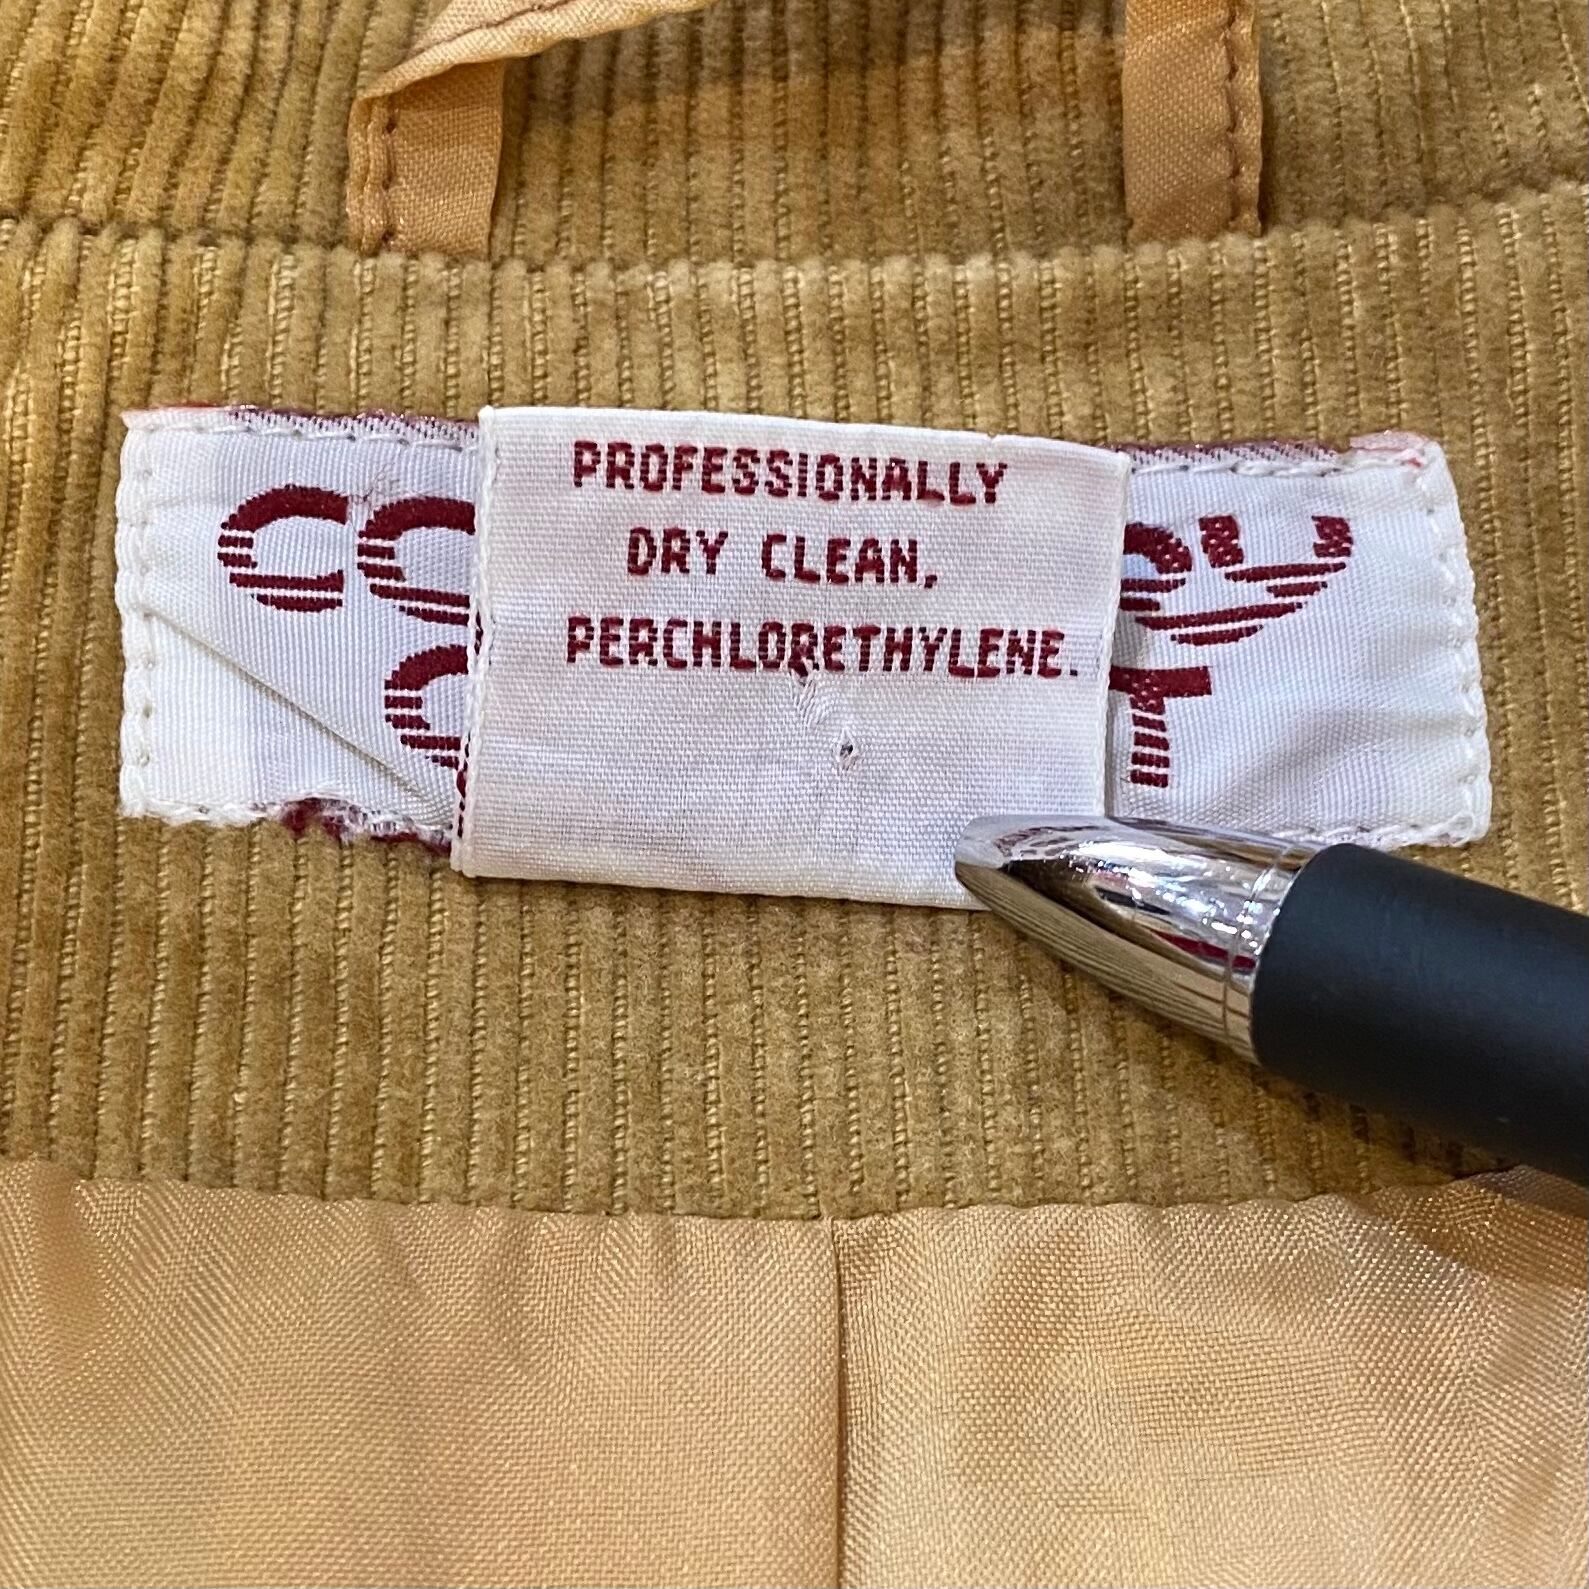 PROFESSIONALLY
DRY CLEAN,
PERCHLORETHYLENE.